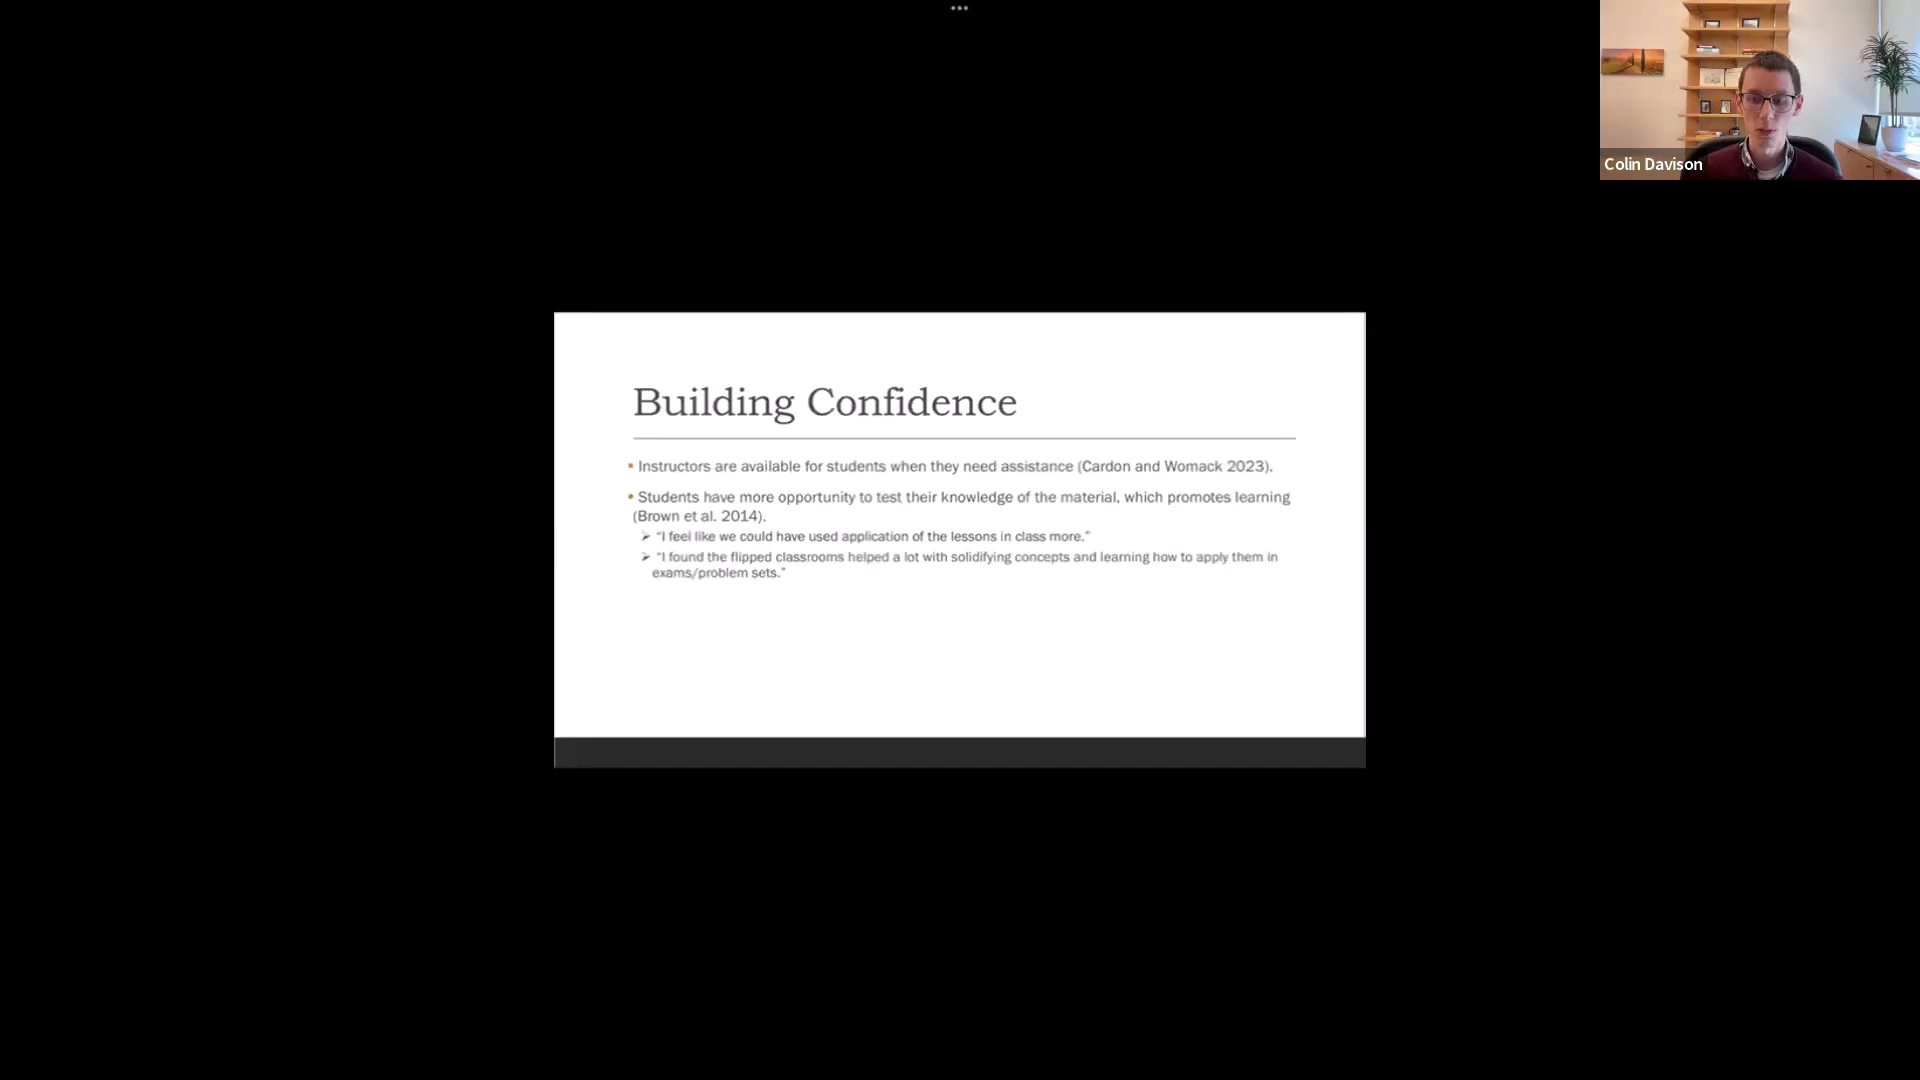 Colin Davison
Building Confidence
▪ Instructors are available for students when they need assistance (Cardon and Womack 2023).
▪ Students have more opportunity to test their knowledge of the material, which promotes learning
(Brown et al. 2014).
➢ “I feel like we could have used application of the lessons in class more.”
➢ “I found the flipped classrooms helped a lot with solidifying concepts and learning how to apply them in
exams/problem sets.”